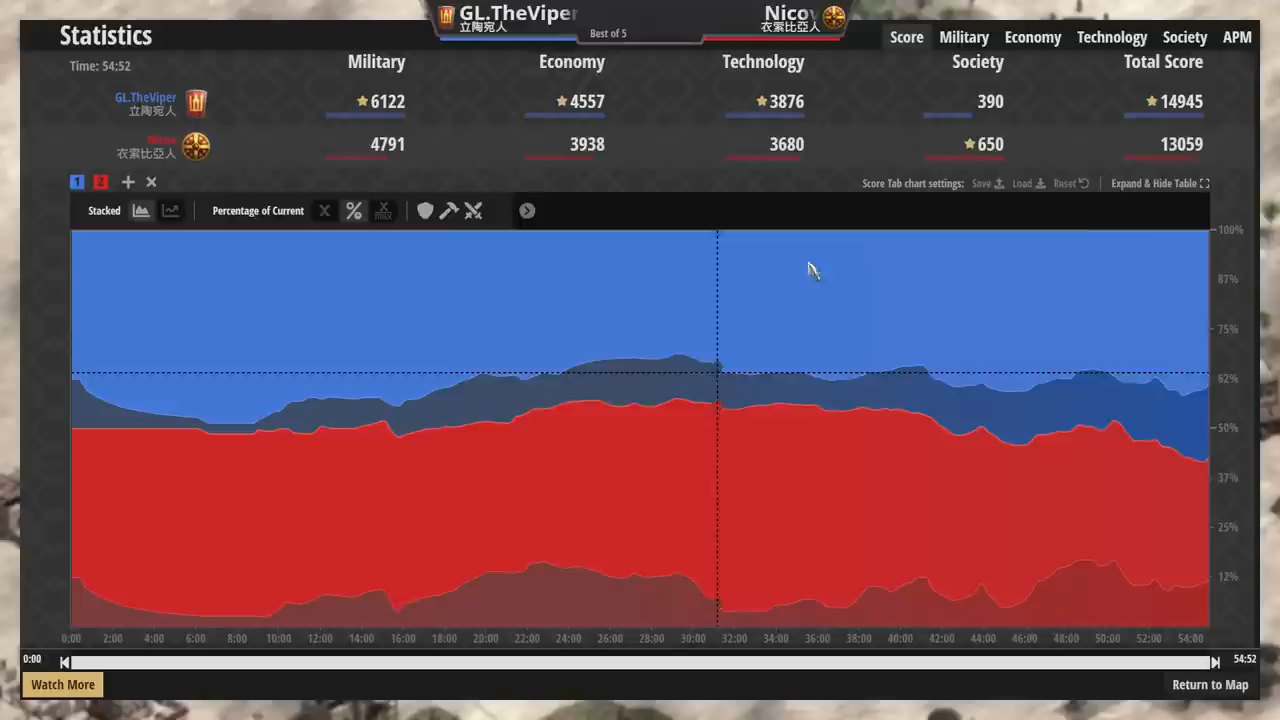 GL.TheViper
立陶宛人
Best of 5
Nicov
衣索比亞人
Statistics
Score Military Economy Technology Society APM
Time: 54:52
Military Economy Technology Society Total Score
GL.TheViper
立陶宛人
6122 4557 3876 390 14945
Nicov
衣索比亞人
4791 3938 3680 650 13059
1 2
Score Tab chart settings: Save Load Reset Expand & Hide Table
Stacked Percentage of Current X % X MAX
100%
87%
75%
62%
50%
37%
25%
12%
0:00 2:00 4:00 6:00 8:00 10:00 12:00 14:00 16:00 18:00 20:00 22:00 24:00 26:00 28:00 30:00 32:00 34:00 36:00 38:00 40:00 42:00 44:00 46:00 48:00 50:00 52:00 54:00
0:00 54:52
Watch More Return to Map